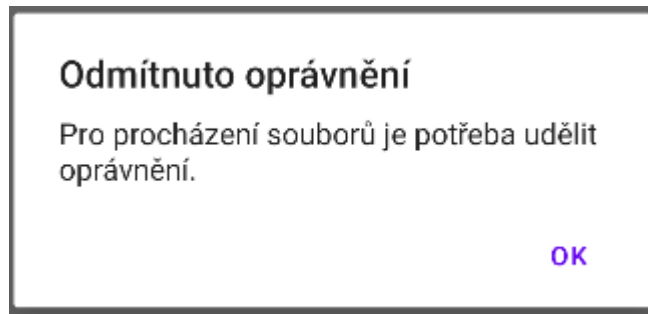 Odmítnuto oprávnění
Pro procházení souborů je potřeba udělit
oprávnění.
OK